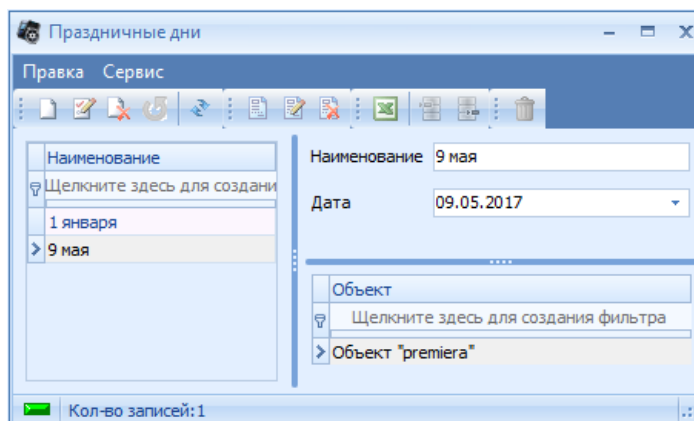 Праздничные дни
Правка Сервис
Наименование
Щелкните здесь для создани
1 января
9 мая
Наименование 9 мая
Дата 09.05.2017
Объект
Щелкните здесь для создания фильтра
Объект "premiera"
Кол-во записей:1